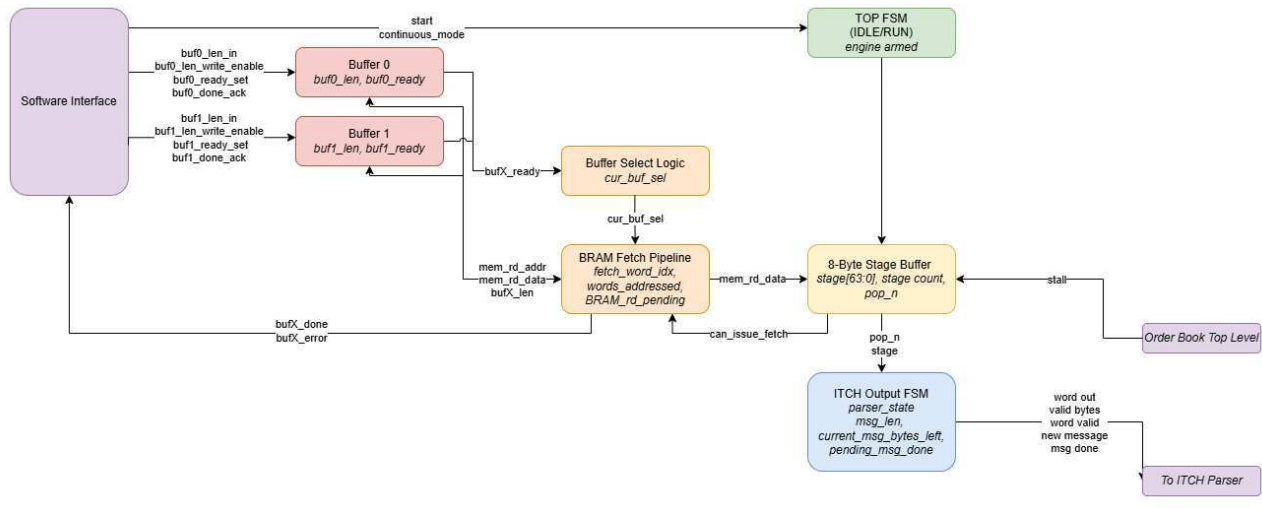 start
continuous_mode
TOP FSM
(IDLE/RUN)
engine armed
Software Interface
buf0_len_in
buf0_len_write_enable
buf0_ready_set
buf0_done_ack
Buffer 0
buf0_len, buf0_ready
buf1_len_in
buf1_len_write_enable
buf1_ready_set
buf1_done_ack
Buffer 1
buf1_len, buf1_ready
bufX_ready
Buffer Select Logic
cur_buf_sel
cur_buf_sel
mem_rd_addr
mem_rd_data
bufX_len
BRAM Fetch Pipeline
fetch_word_idx,
words_addressed,
BRAM_rd_pending
mem_rd_data
8-Byte Stage Buffer
stage[63:0], stage count,
pop_n
stall
bufX_done
bufX_error
can_issue_fetch
pop_n
stage
Order Book Top Level
ITCH Output FSM
parser_state
msg_len,
current_msg_bytes_left,
pending_msg_done
word out
valid bytes
word valid
new message
msg done
To ITCH Parser